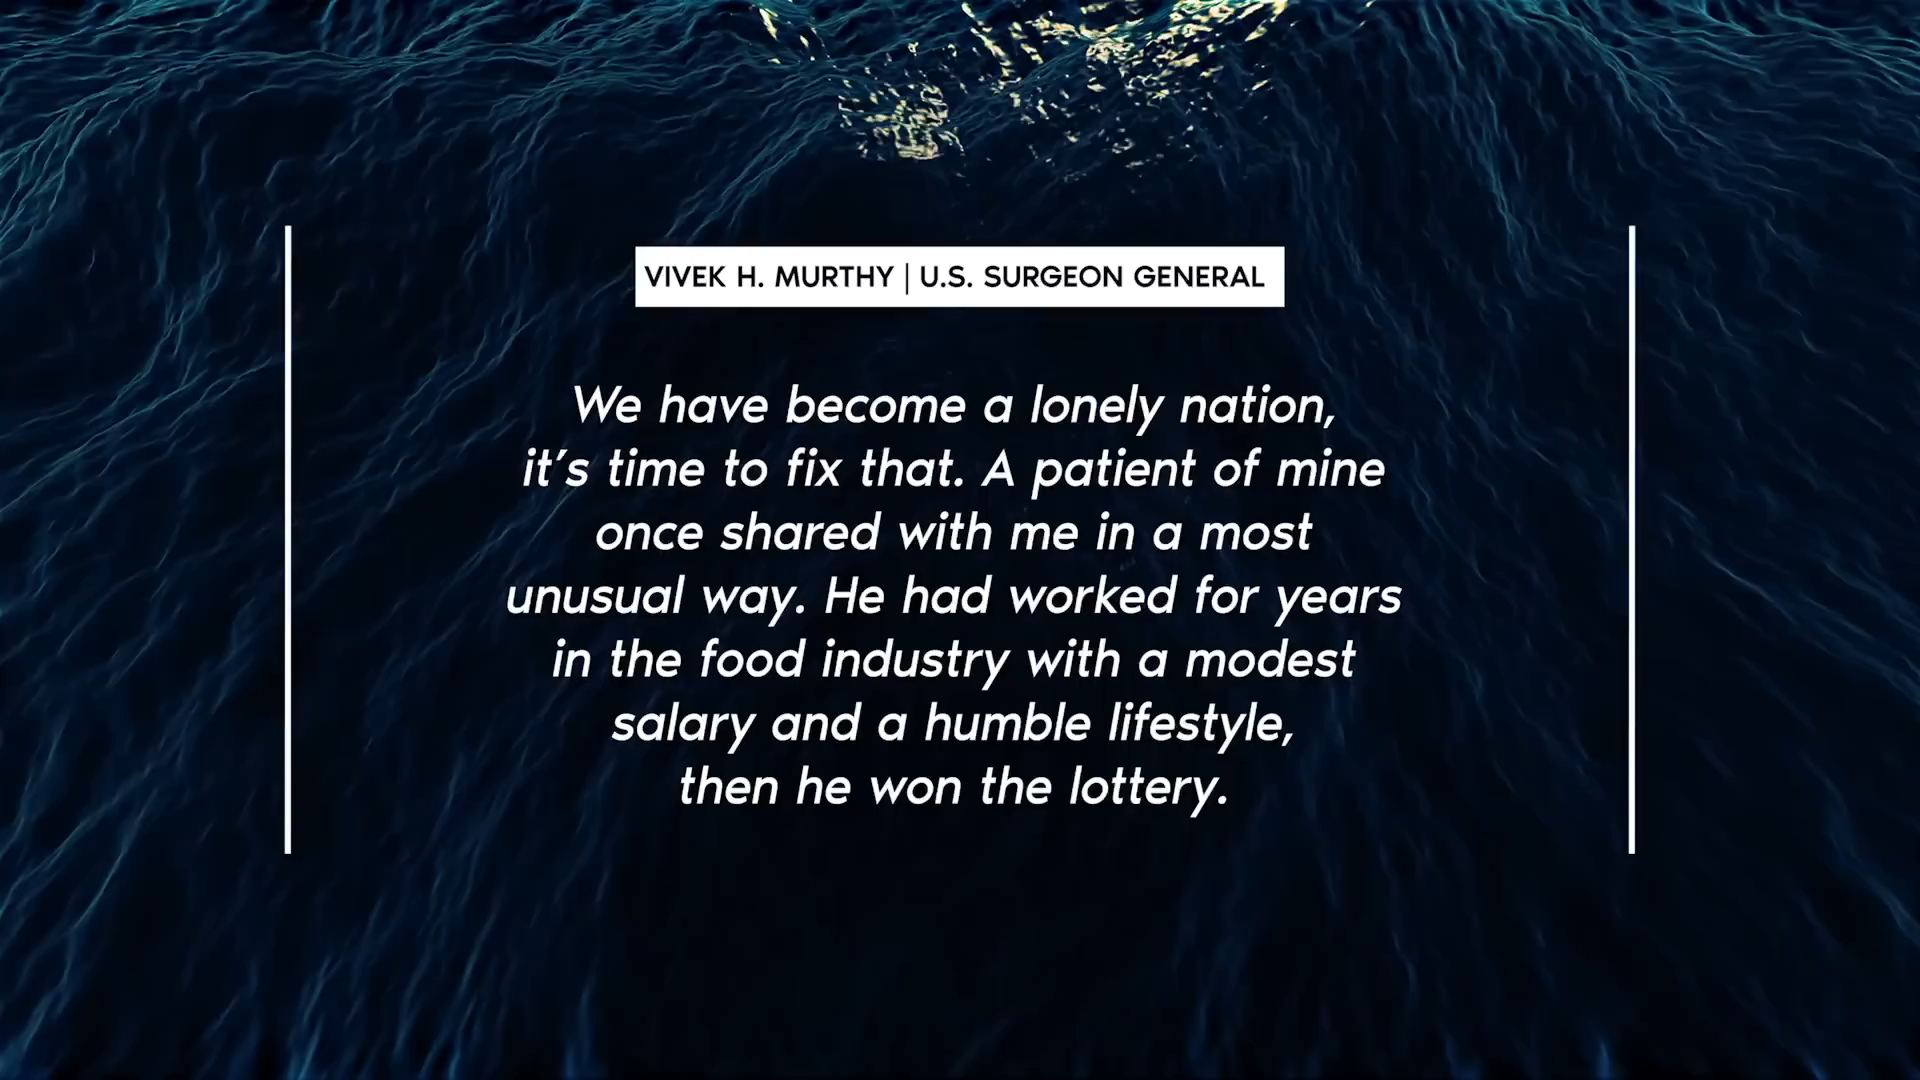 VIVEK H. MURTHY | U.S. SURGEON GENERAL
We have become a lonely nation,
it's time to fix that. A patient of mine
once shared with me in a most
unusual way. He had worked for years
in the food industry with a modest
salary and a humble lifestyle,
then he won the lottery.